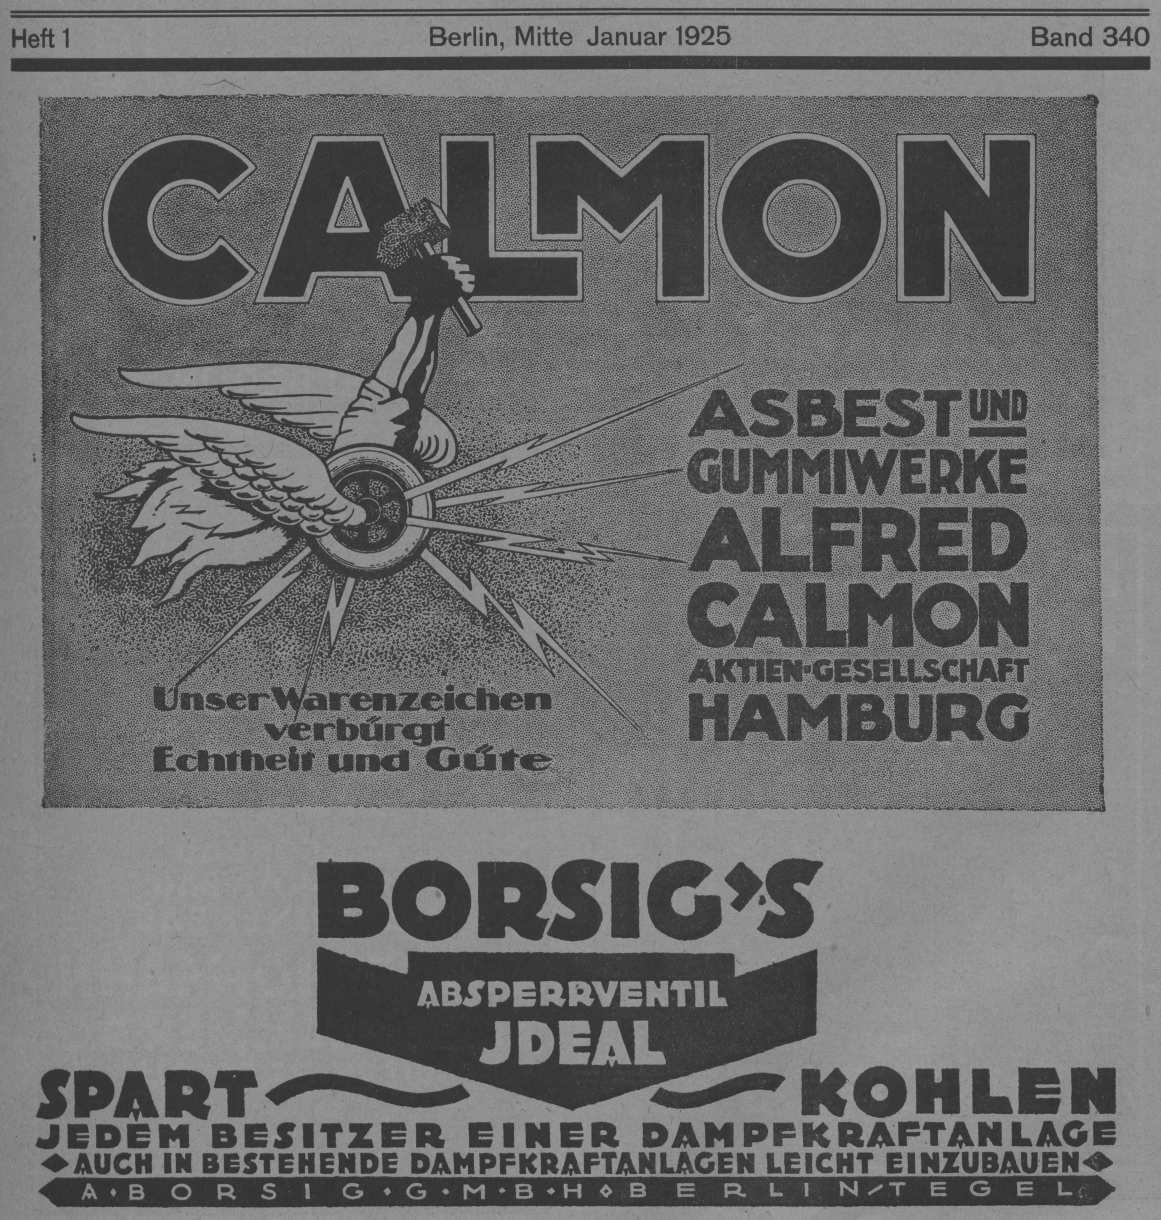 Heft 1 Berlin, Mitte Januar 1925 Band 340
CALMON
ASBEST UND
GUMMIWERKE
ALFRED
CALMON
AKTIEN-GESELLSCHAFT
HAMBURG
Unser Warenzeichen
verbürgt
Echtheit und Güte
BORSIG'S
ABSPERRVENTIL
JDEAL
SPART KOHLEN
JEDEM BESITZER EINER DAMPFKRAFTANLAGE
AUCH IN BESTEHENDE DAMPFKRAFTANLAGEN LEICHT EINZUBAUEN
A·BORSIG·G·M·B·H◇BERLIN-TEGEL